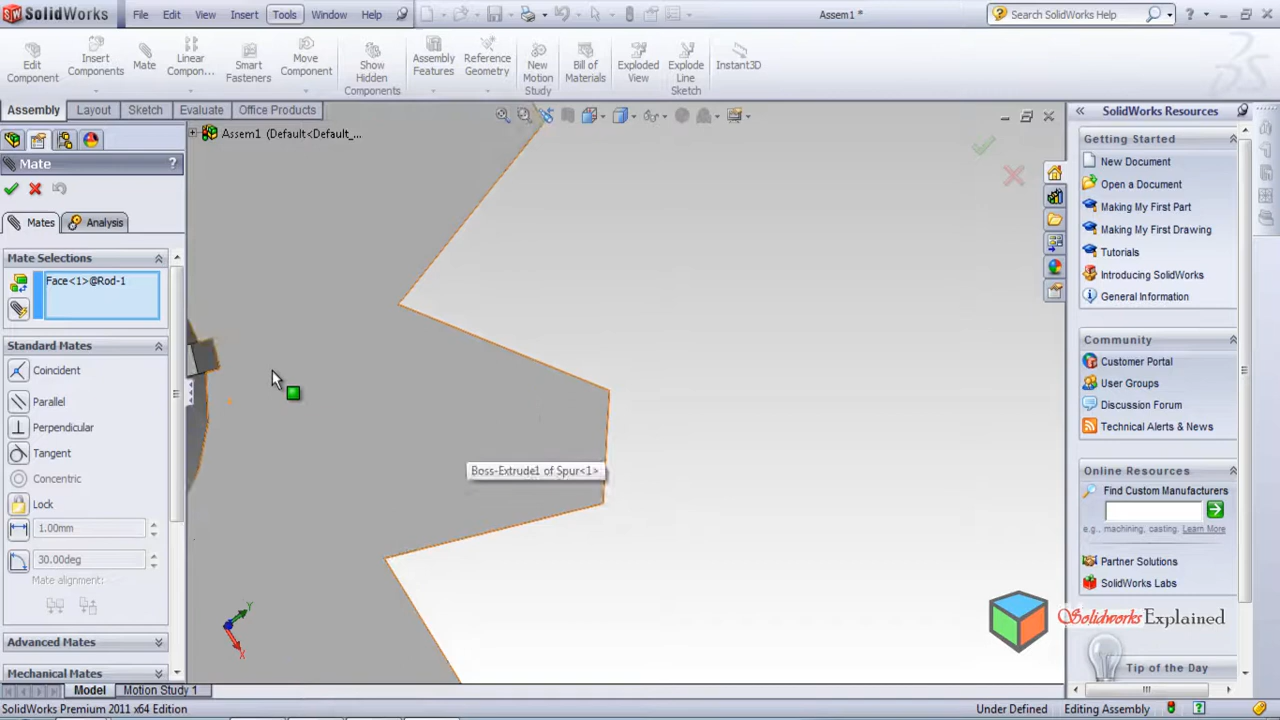 SolidWorks File Edit View Insert Tools Window Help Assem1 * Search SolidWorks Help
Edit Component
Insert Components
Mate
Linear Compon...
Smart Fasteners
Move Component
Show Hidden Components
Assembly Features
Reference Geometry
New Motion Study
Bill of Materials
Exploded View
Explode Line Sketch
Instant3D
Assembly Layout Sketch Evaluate Office Products
Assem1 (Default<Default_...
Mate ?
Mates Analysis
Mate Selections
Face<1>@Rod-1
Standard Mates
Coincident
Parallel
Perpendicular
Tangent
Concentric
Lock
1.00mm
30.00deg
Mate alignment:
Advanced Mates
Mechanical Mates
Boss-Extrude1 of Spur<1>
Y
X
SolidWorks Resources
Getting Started
New Document
Open a Document
Making My First Part
Making My First Drawing
Tutorials
Introducing SolidWorks
General Information
Community
Customer Portal
User Groups
Discussion Forum
Technical Alerts & News
Online Resources
Find Custom Manufacturers
e.g., machining, casting. Learn More
Partner Solutions
SolidWorks Labs
Solidworks Explained
Tip of the Day
Model Motion Study 1
SolidWorks Premium 2011 x64 Edition Under Defined Editing Assembly